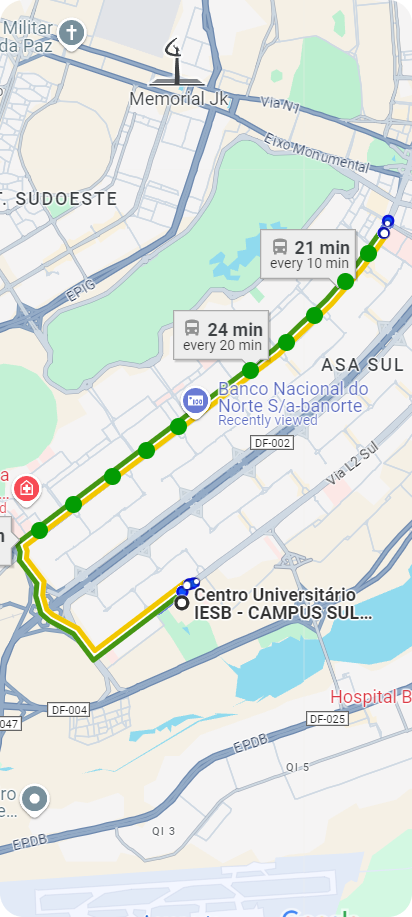 Militar
da Paz
Memorial JK
Via N1
Eixo Monumental
T. SUDOESTE
EPIG
21 min
every 10 min
24 min
every 20 min
ASA SUL
Banco Nacional do
Norte S/a-banorte
Recently viewed
DF-002
Via L2 Sul
Centro Universitário
IESB - CAMPUS SUL...
DF-004
047
Hospital B
DF-025
EPDB
QI 5
ro
e...
QI 3
EPDB